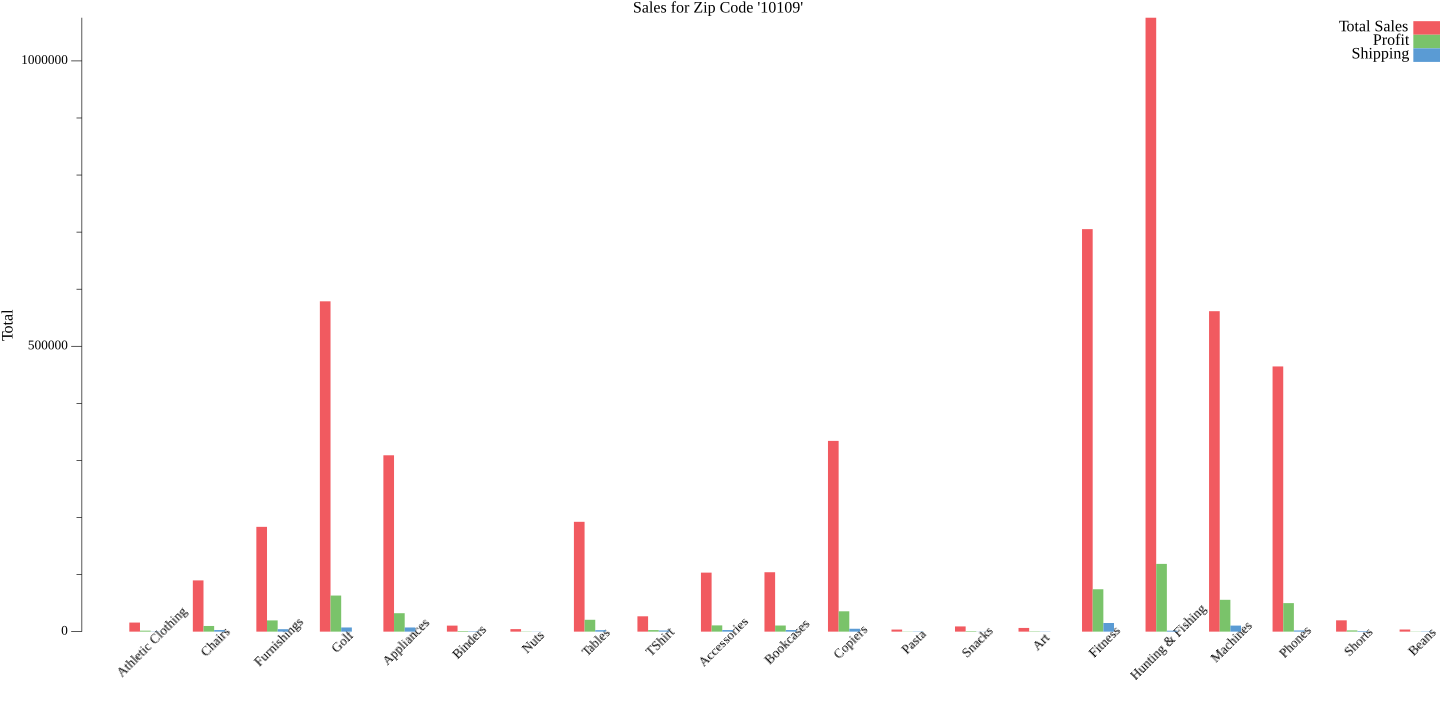 Sales for Zip Code '10109'
Total Sales
Profit
Shipping
Total
1000000
500000
0
Athletic Clothing
Chairs
Furnishings
Golf
Appliances
Binders
Nuts
Tables
TShirt
Accessories
Bookcases
Copiers
Pasta
Snacks
Art
Fitness
Hunting & Fishing
Machines
Phones
Shorts
Beans